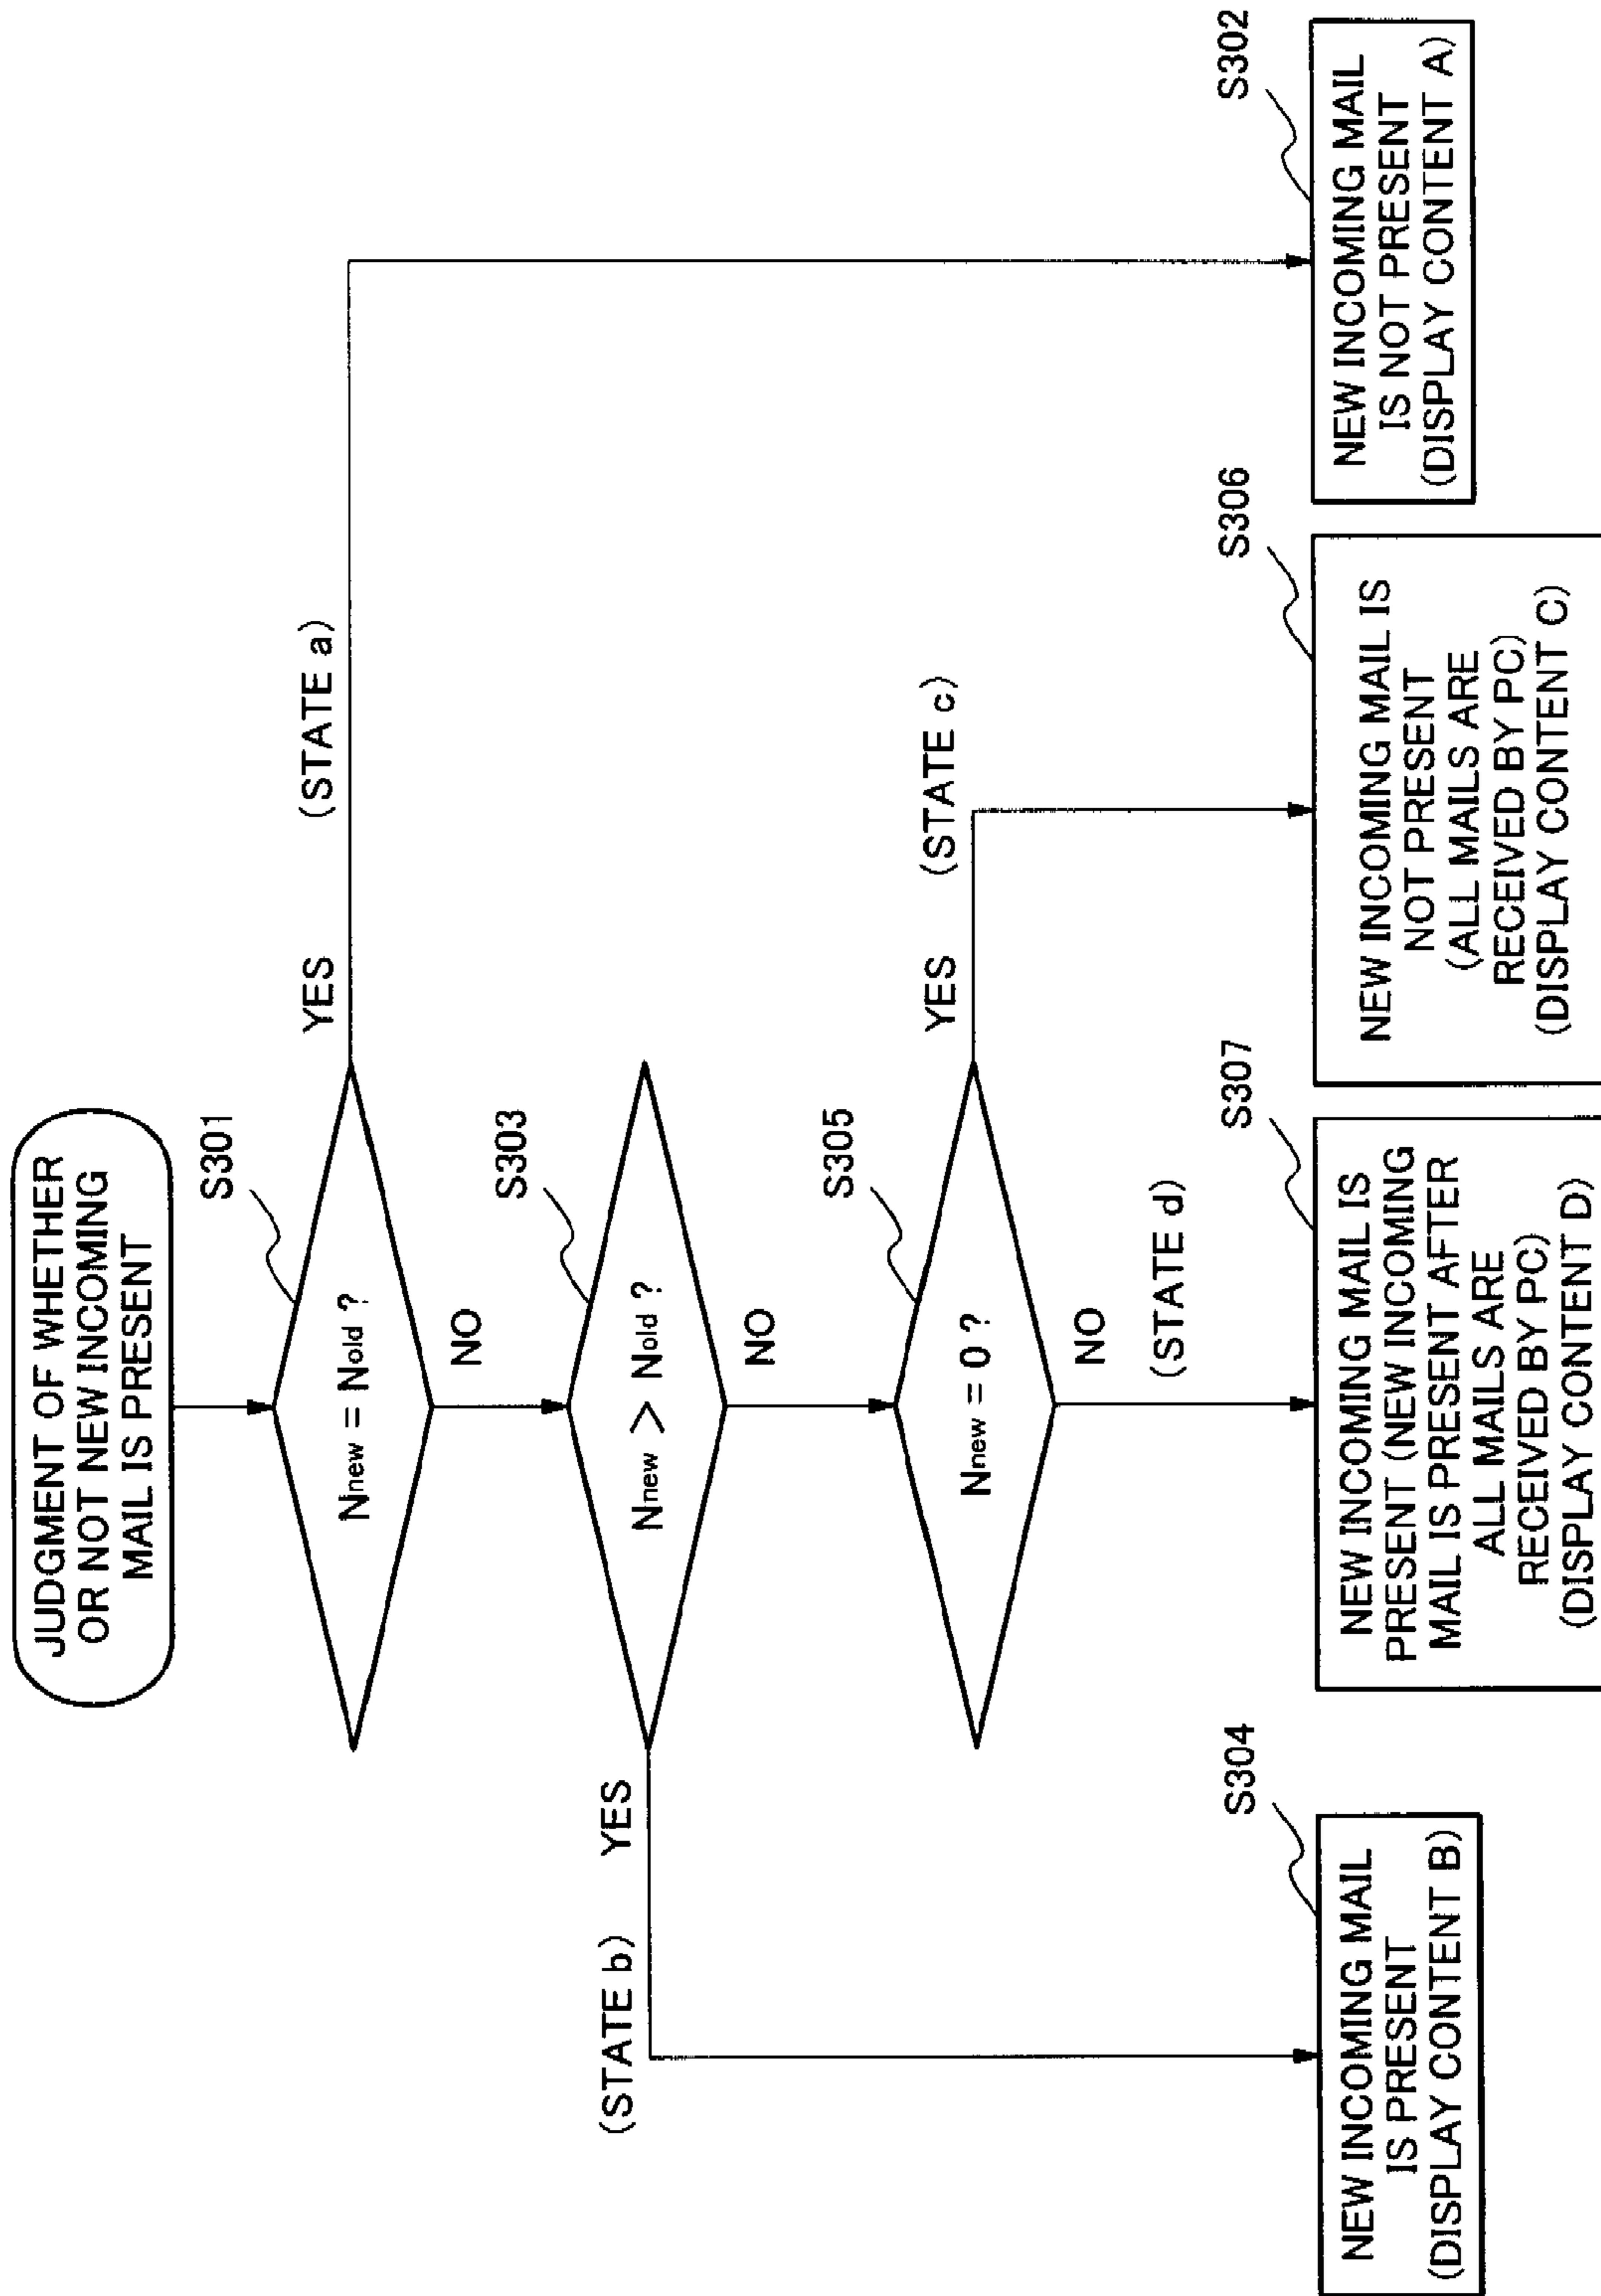 JUDGMENT OF WHETHER
OR NOT NEW INCOMING
MAIL IS PRESENT
S301
Nnew = Nold ?
YES
(STATE a)
NO
S303
Nnew > Nold ?
(STATE b)
YES
NO
S305
Nnew = 0 ?
YES
(STATE c)
NO
(STATE d)
S304
NEW INCOMING MAIL
IS PRESENT
(DISPLAY CONTENT B)
S307
NEW INCOMING MAIL IS
PRESENT (NEW INCOMING
MAIL IS PRESENT AFTER
ALL MAILS ARE
RECEIVED BY PC)
(DISPLAY CONTENT D)
S306
NEW INCOMING MAIL IS
NOT PRESENT
(ALL MAILS ARE
RECEIVED BY PC)
(DISPLAY CONTENT C)
S302
NEW INCOMING MAIL
IS NOT PRESENT
(DISPLAY CONTENT A)